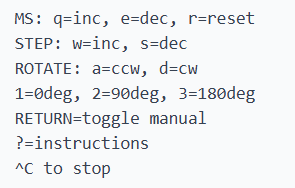 MS: q=inc, e=dec, r=reset
STEP: w=inc, s=dec
ROTATE: a=ccw, d=cw
1=0deg, 2=90deg, 3=180deg
RETURN=toggle manual
?=instructions
^C to stop